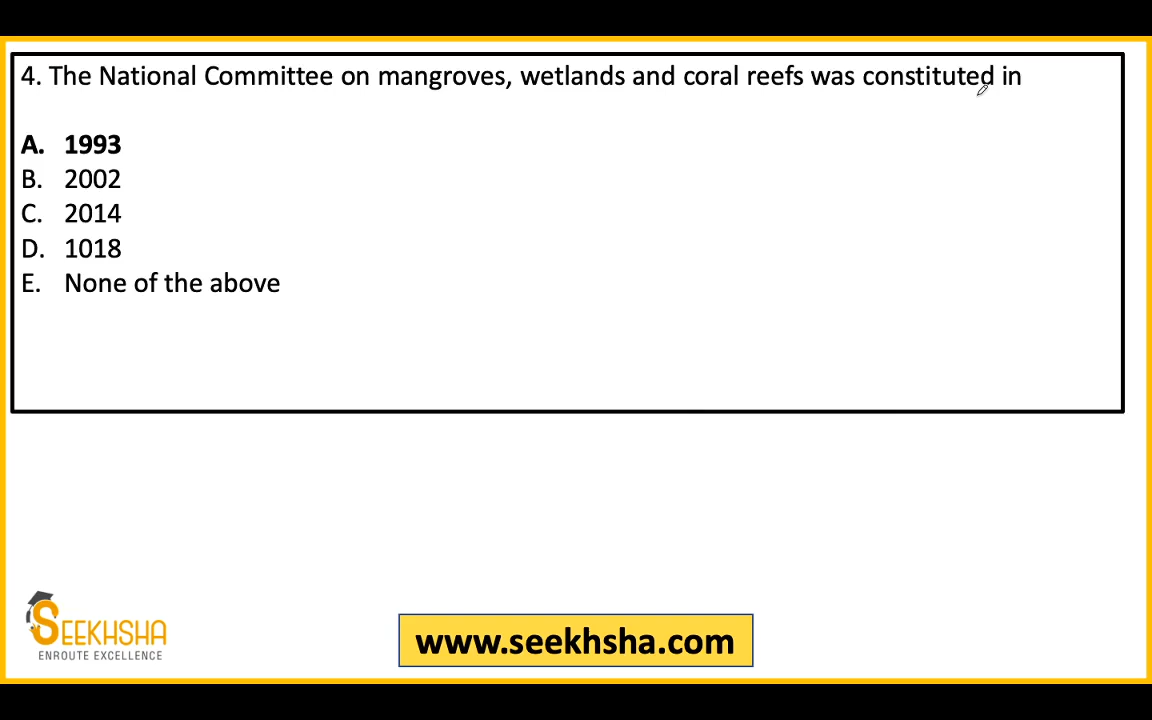 4. The National Committee on mangroves, wetlands and coral reefs was constituted in
A. 1993
B. 2002
C. 2014
D. 1018
E. None of the above
SEEKHSHA
ENROUTE EXCELLENCE
www.seekhsha.com